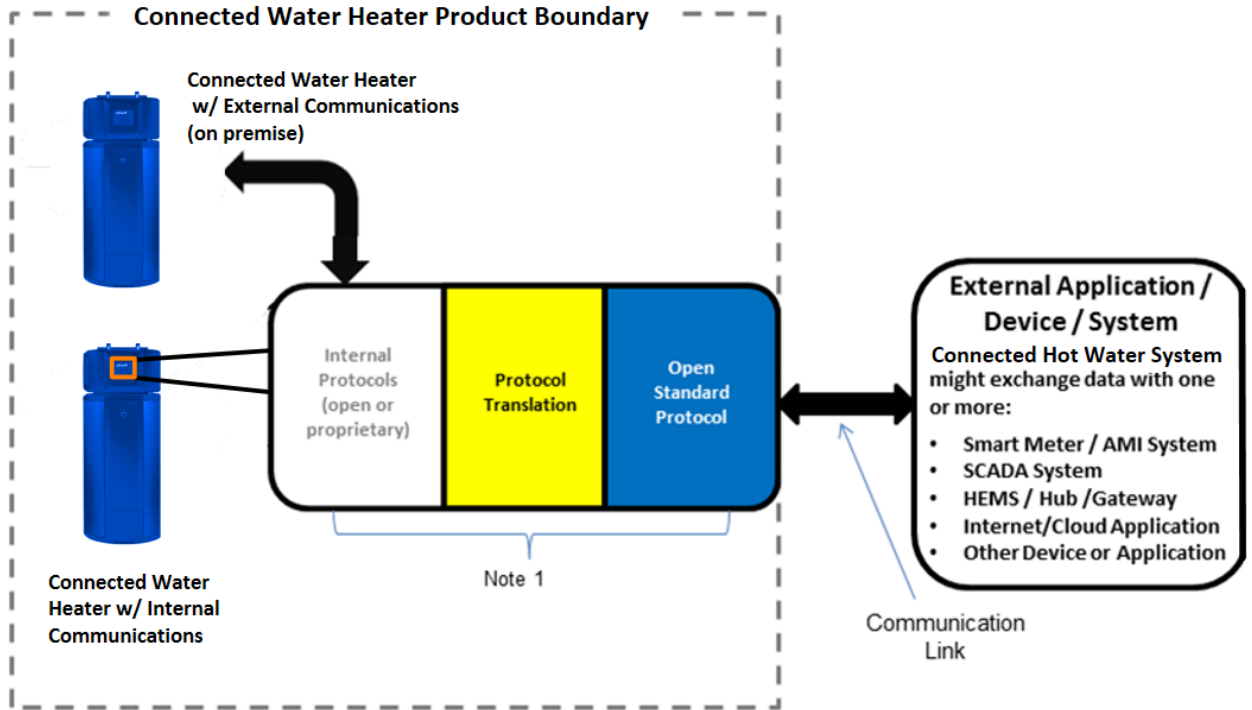 Connected Water Heater Product Boundary
Connected Water Heater
w/ External Communications
(on premise)
Internal
Protocols
(open or
proprietary)
Protocol
Translation
Open
Standard
Protocol
External Application /
Device / System
Connected Hot Water System
might exchange data with one
or more:
• Smart Meter / AMI System
• SCADA System
• HEMS / Hub /Gateway
• Internet/Cloud Application
• Other Device or Application
Note 1
Connected Water
Heater w/ Internal
Communications
Communication
Link